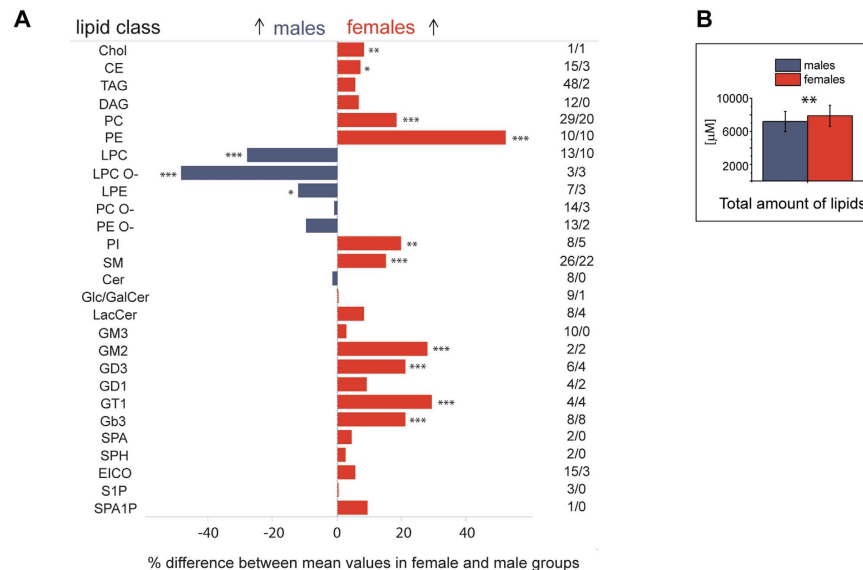 A
lipid class ↑ males females ↑
Chol ** 1/1
CE * 15/3
TAG 48/2
DAG 12/0
PC *** 29/20
PE *** 10/10
LPC *** 13/10
LPC O- *** 3/3
LPE * 7/3
PC O- 14/3
PE O- 13/2
PI ** 8/5
SM *** 26/22
Cer 8/0
Glc/GalCer 9/1
LacCer 8/4
GM3 10/0
GM2 *** 2/2
GD3 *** 6/4
GD1 4/2
GT1 *** 4/4
Gb3 *** 8/8
SPA 2/0
SPH 2/0
EICO 15/3
S1P 3/0
SPA1P 1/0
-40 -20 0 20 40
% difference between mean values in female and male groups
B
males
females
**
10000
6000
2000
[µM]
Total amount of lipids